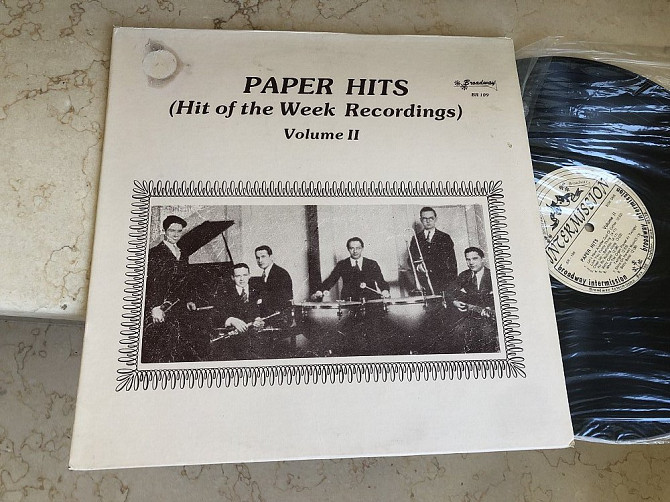 PAPER HITS
(Hit of the Week Recordings)
Volume II
Broadway
BR 109
INTERMISSION
PAPER HITS Volume II
broadway intermission